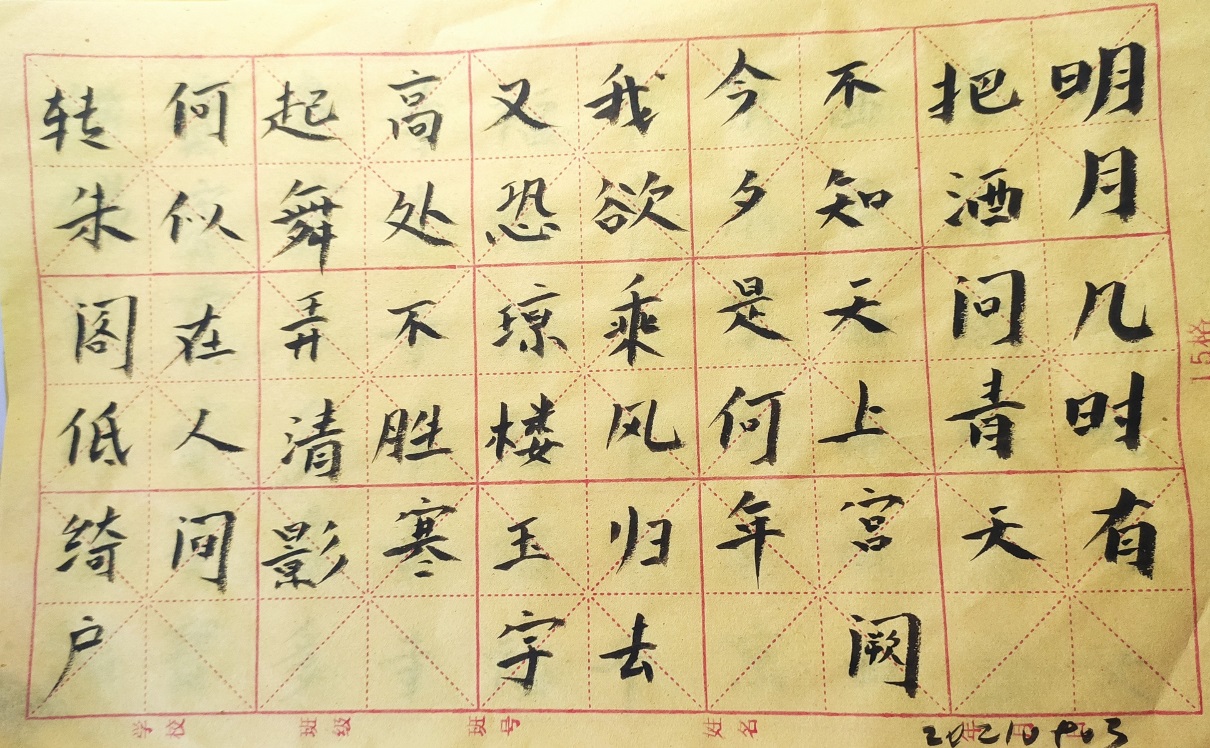 明月几时有
把酒问青天
不知天上宫阙
今夕是何年
我欲乘风归去
又恐琼楼玉宇
高处不胜寒
起舞弄清影
何似在人间
转朱阁低绮户
15格
学校
班级
班号
姓名